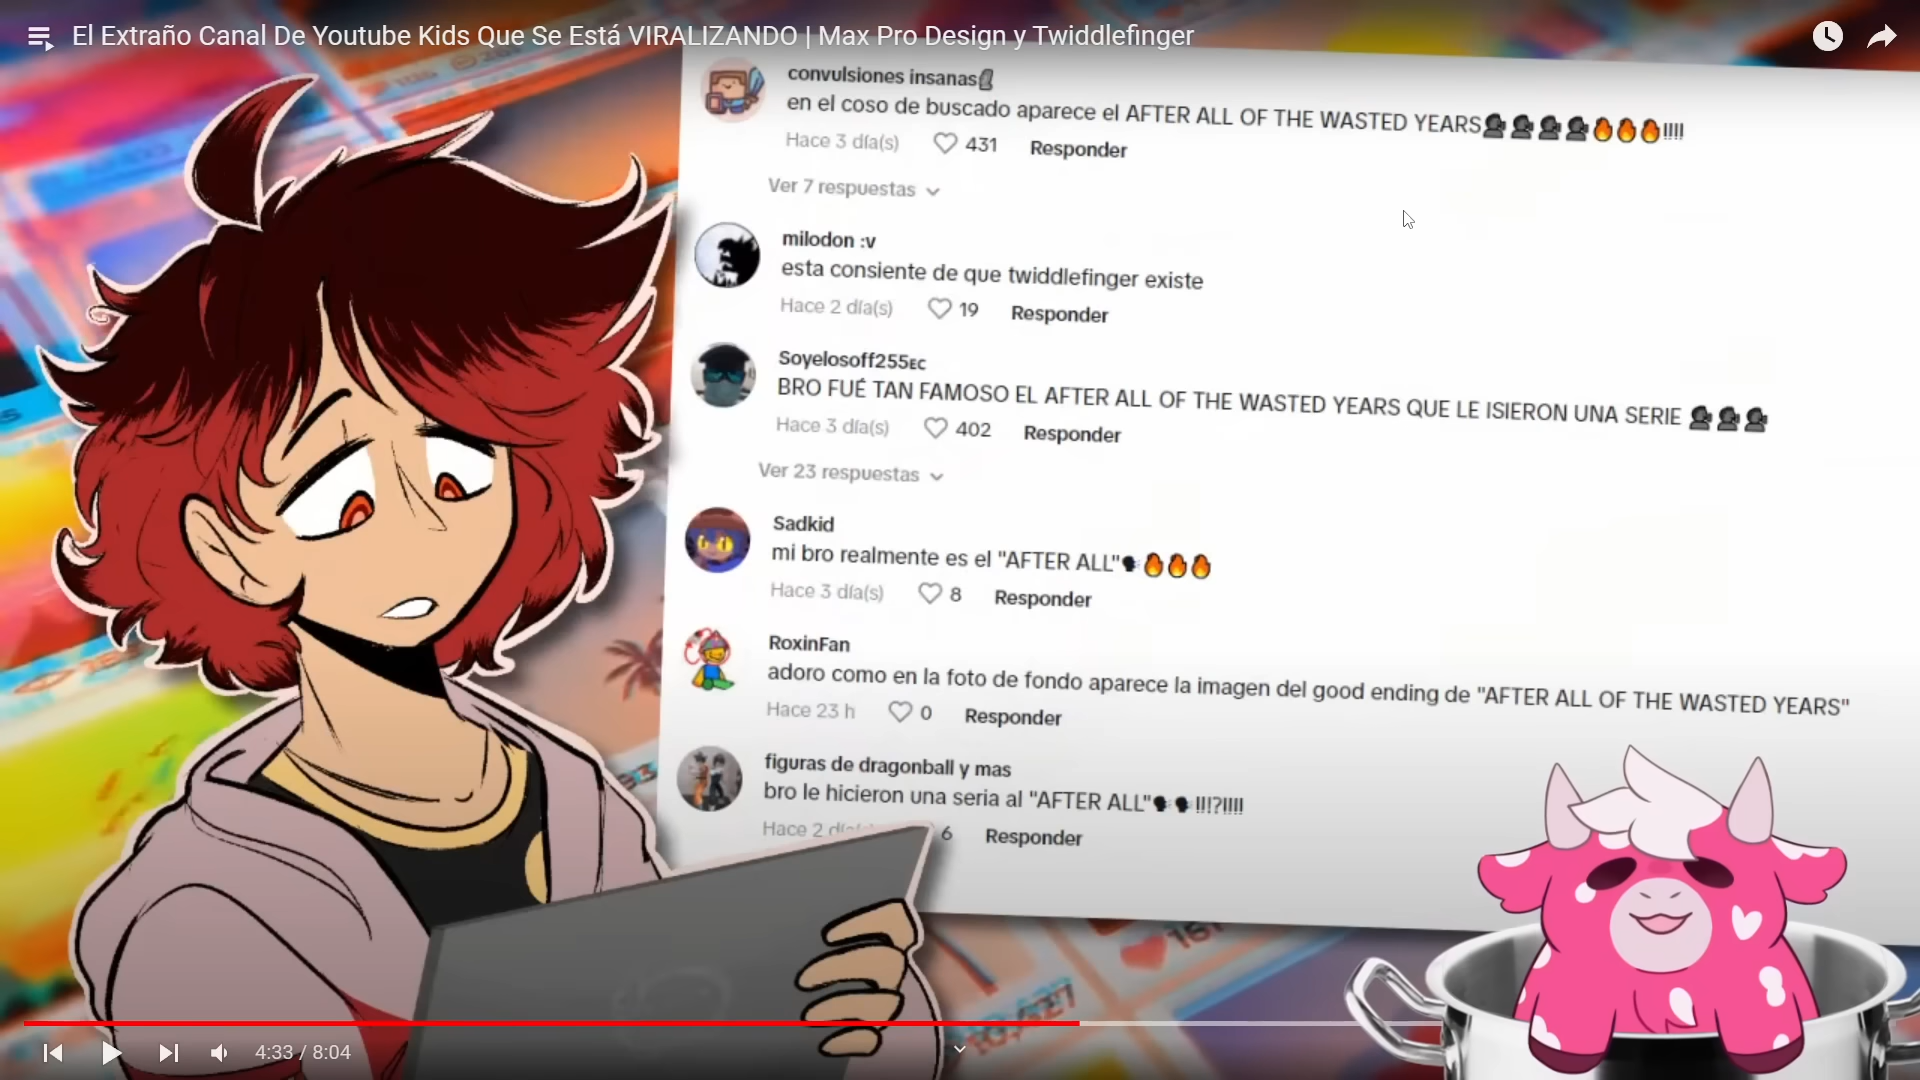 El Extraño Canal De Youtube Kids Que Se Está VIRALIZANDO | Max Pro Design y Twiddlefinger
convulsiones insanas🗿
en el coso de buscado aparece el AFTER ALL OF THE WASTED YEARS🗣🗣🗣🗣🔥🔥🔥!!!!
Hace 3 día(s) 431 Responder
Ver 7 respuestas
milodon :v
esta consiente de que twiddlefinger existe
Hace 2 día(s) 19 Responder
Soyelosoff255ᴇᴄ
BRO FUÉ TAN FAMOSO EL AFTER ALL OF THE WASTED YEARS QUE LE ISIERON UNA SERIE 🗣🗣🗣
Hace 3 día(s) 402 Responder
Ver 23 respuestas
Sadkid
mi bro realmente es el "AFTER ALL"🗣🔥🔥🔥
Hace 3 día(s) 8 Responder
RoxinFan
adoro como en la foto de fondo aparece la imagen del good ending de "AFTER ALL OF THE WASTED YEARS"
Hace 23 h 0 Responder
figuras de dragonball y mas
bro le hicieron una seria al "AFTER ALL"🗣🗣!!!?!!!!
Hace 2 6 Responder
4:33 / 8:04